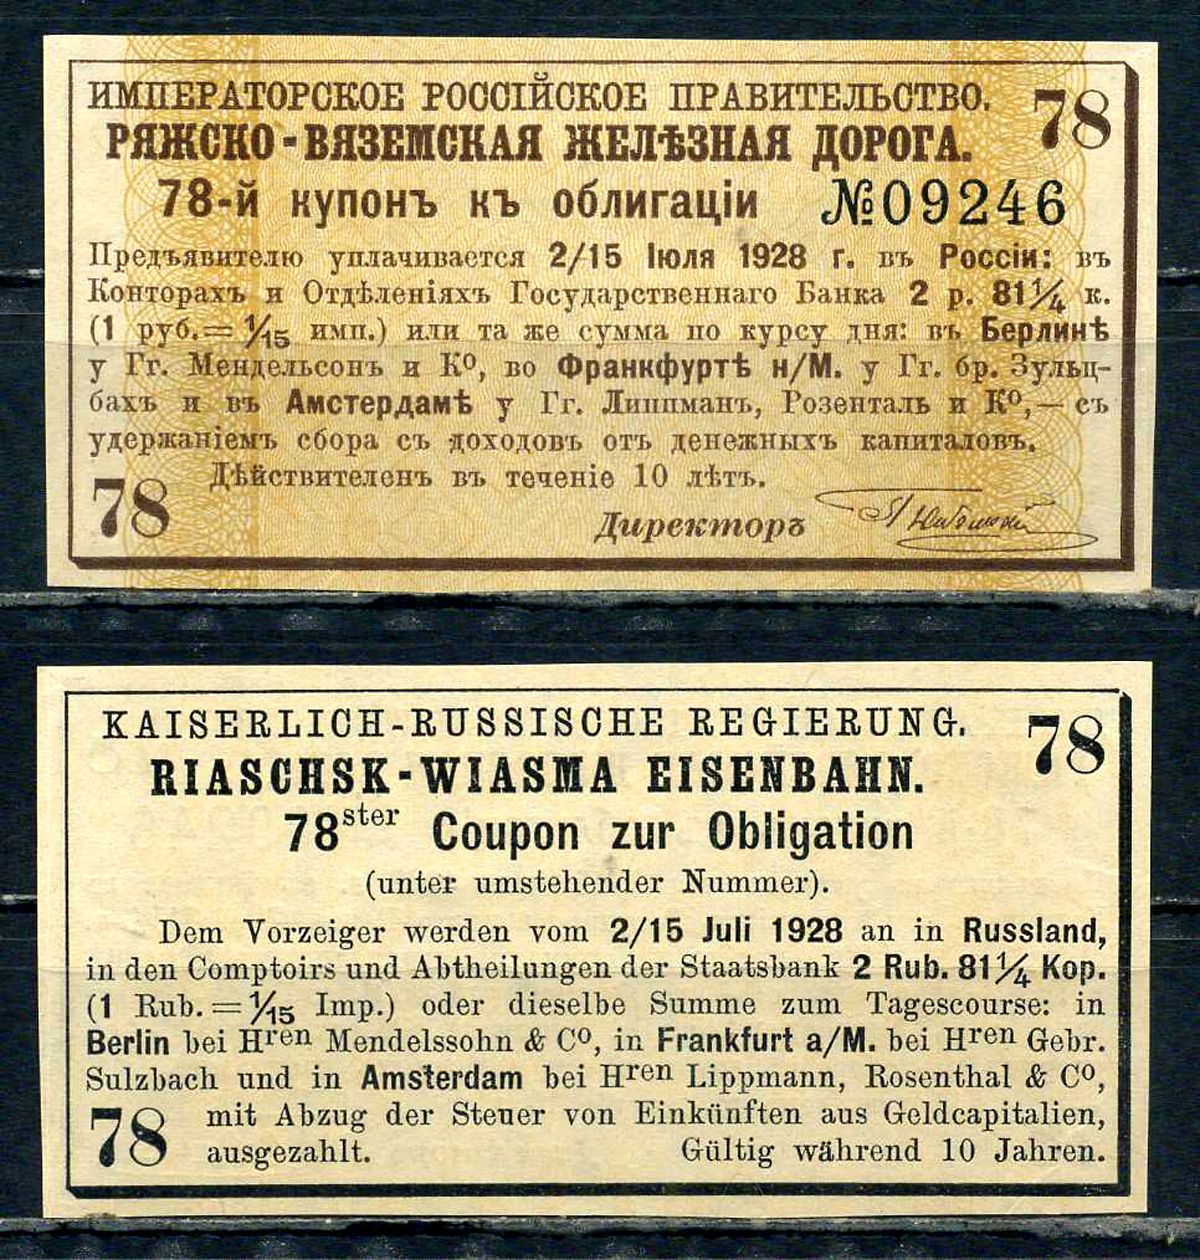 ИМПЕРАТОРСКОЕ РОССІЙСКОЕ ПРАВИТЕЛЬСТВО.
78
РЯЖСКО-ВЯЗЕМСКАЯ ЖЕЛѢЗНАЯ ДОРОГА.
78-й купонъ къ облигаціи №09246
Предъявителю уплачивается 2/15 Іюля 1928 г. въ Россіи: въ
Конторахъ и Отдѣленіяхъ Государственнаго Банка 2 р. 81 1/4 к.
(1 руб.=1/15 имп.) или та же сумма по курсу дня: въ Берлинѣ
у Гг. Мендельсонъ и Ко, во Франкфуртѣ н/М. у Гг. бр. Зульц-
бахъ и въ Амстердамѣ у Гг. Липпманъ, Розенталь и Ко,— съ
удержаніемъ сбора съ доходовъ отъ денежныхъ капиталовъ.
Дѣйствителенъ въ теченіе 10 лѣтъ.
78
Директоръ
KAISERLICH-RUSSISCHE REGIERUNG.
78
RIASCHSK-WIASMA EISENBAHN.
78ster Coupon zur Obligation
(unter umstehender Nummer).
Dem Vorzeiger werden vom 2/15 Juli 1928 an in Russland,
in den Comptoirs und Abtheilungen der Staatsbank 2 Rub. 81 1/4 Kop.
(1 Rub.=1/15 Imp.) oder dieselbe Summe zum Tagescourse: in
Berlin bei Hren Mendelssohn & Co, in Frankfurt a/M. bei Hren Gebr.
Sulzbach und in Amsterdam bei Hren Lippmann, Rosenthal & Co,
78 mit Abzug der Steuer von Einkünften aus Geldcapitalien,
ausgezahlt. Gültig während 10 Jahren.